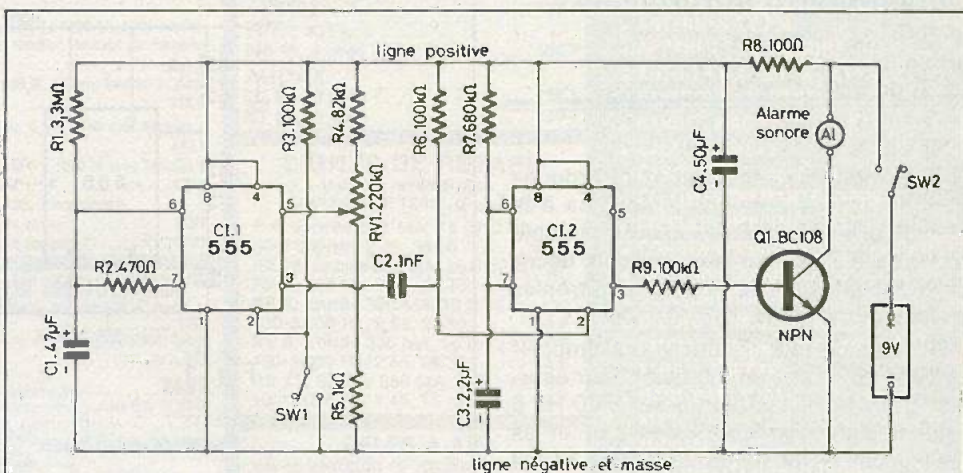 ligne positive
R8.100Ω
R1.3,3MΩ
R3.100kΩ
R4.82kΩ
R6.100kΩ
R7.680kΩ
C4.50µF
+
-
Alarme
sonore
Al
SW2
8
4
6
5
CI.1
555
7
3
1
2
RV1.220kΩ
8
4
6
5
CI.2
555
7
3
1
2
Q1.BC108
NPN
R2.470Ω
C2.1nF
R9.100kΩ
C1.47µF
+
-
SW1
R5.1kΩ
C3.2,2µF
+
-
+
9V
-
ligne négative et masse